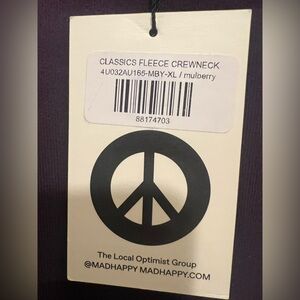 CLASSICS FLEECE CREWNECK
4U032AU165-MBY-XL / mulberry
88174703
The Local Optimist Group
@MADHAPPY MADHAPPY.COM